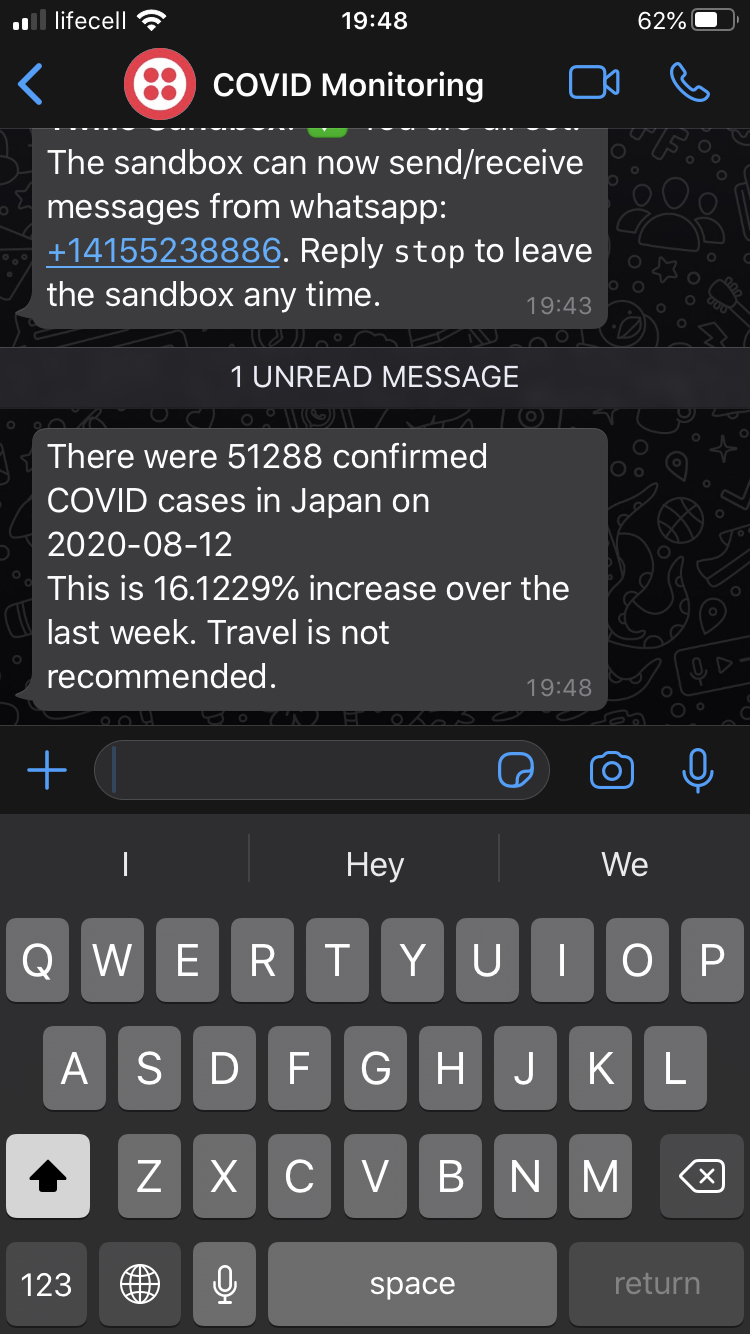 lifecell 19:48 62%
COVID Monitoring
The sandbox can now send/receive
messages from whatsapp:
+14155238886. Reply stop to leave
the sandbox any time. 19:43
1 UNREAD MESSAGE
There were 51288 confirmed
COVID cases in Japan on
2020-08-12
This is 16.1229% increase over the
last week. Travel is not
recommended. 19:48
I Hey We
Q W E R T Y U I O P
A S D F G H J K L
Z X C V B N M
123 space return